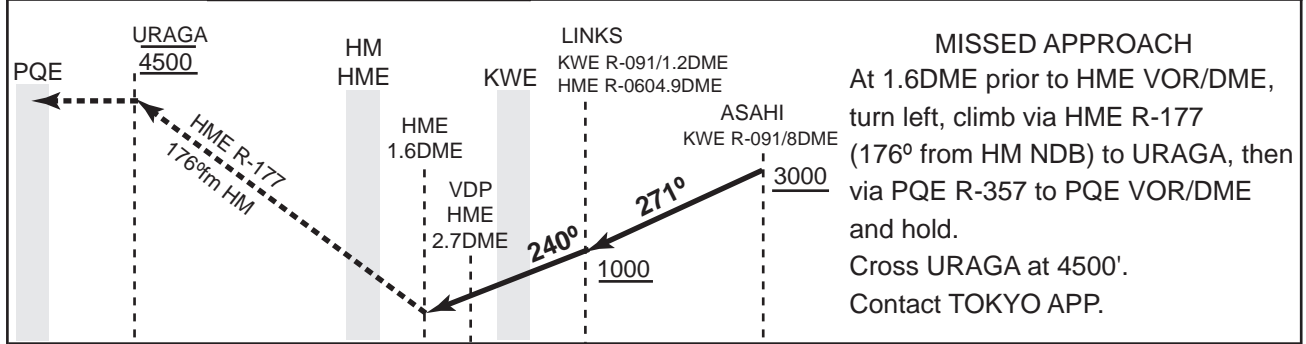 PQE
URAGA
4500
HM
HME
KWE
LINKS
KWE R-091/1.2DME
HME R-0604.9DME
ASAHI
KWE R-091/8DME
3000
HME
1.6DME
VDP
HME
2.7DME
HME R-177
176ºfm HM
240º
271º
1000
MISSED APPROACH
At 1.6DME prior to HME VOR/DME,
turn left, climb via HME R-177
(176º from HM NDB) to URAGA, then
via PQE R-357 to PQE VOR/DME
and hold.
Cross URAGA at 4500'.
Contact TOKYO APP.